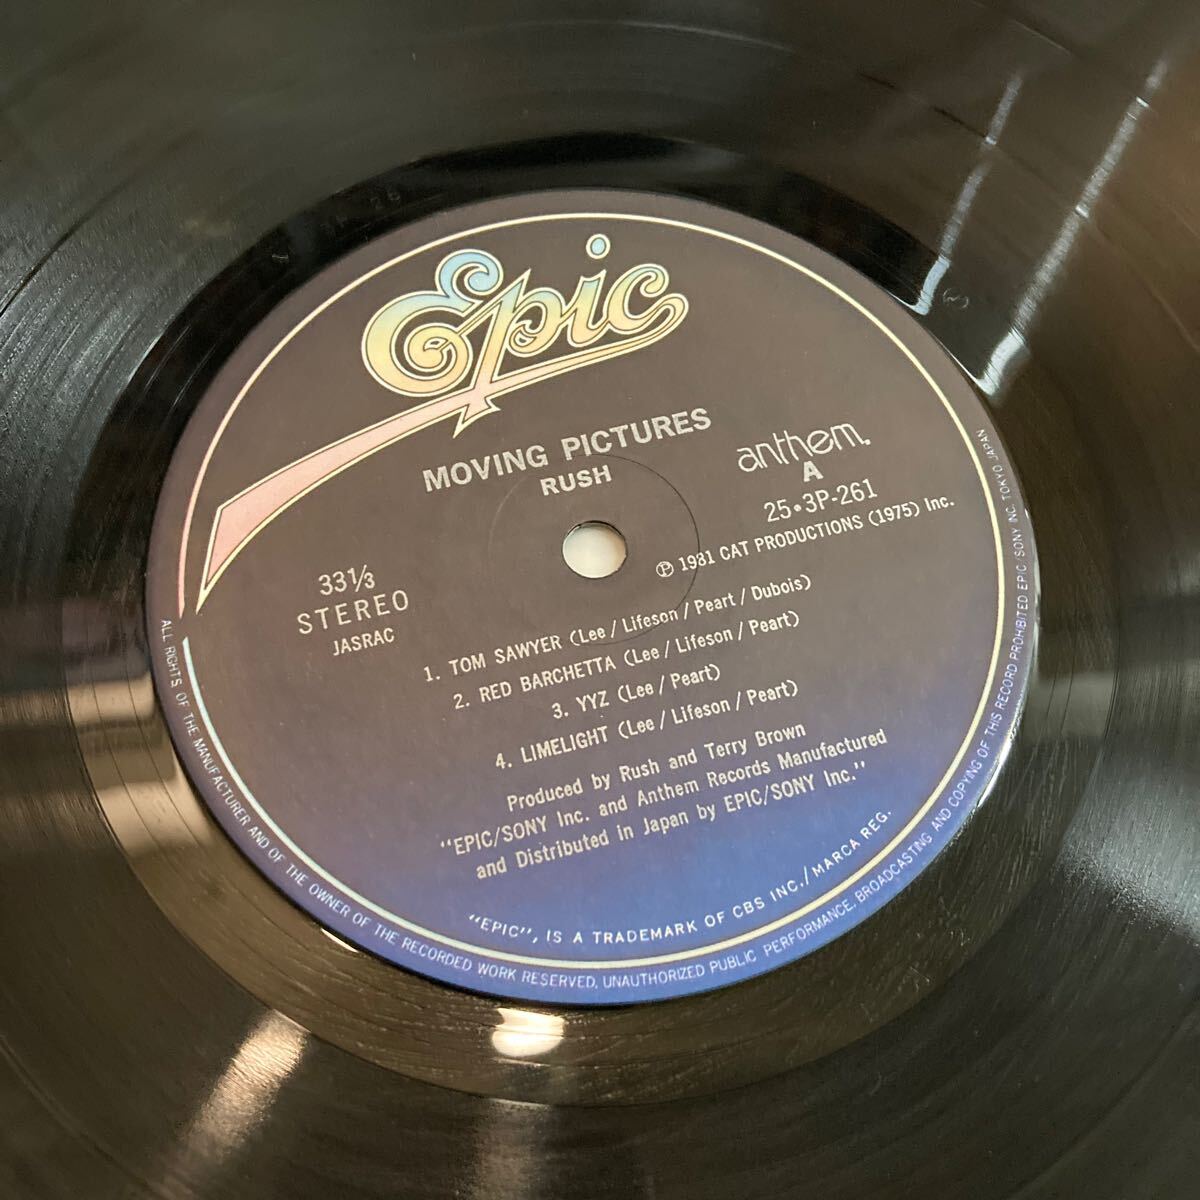 Epic
MOVING PICTURES
RUSH
anthem.
A
25•3P-261
Ⓟ 1981 CAT PRODUCTIONS (1975) Inc.
33⅓
STEREO
JASRAC
1. TOM SAWYER (Lee / Lifeson / Peart / Dubois)
2. RED BARCHETTA (Lee / Lifeson / Peart)
3. YYZ (Lee / Peart)
4. LIMELIGHT (Lee / Lifeson / Peart)
Produced by Rush and Terry Brown
"EPIC/SONY Inc. and Anthem Records Manufactured
and Distributed in Japan by EPIC/SONY Inc."
"EPIC", IS A TRADEMARK OF CBS INC./MARCA REG.
ALL RIGHTS OF THE MANUFACTURER AND OF THE OWNER OF THE RECORDED WORK RESERVED, UNAUTHORIZED PUBLIC PERFORMANCE, BROADCASTING AND COPYING OF THIS RECORD PROHIBITED EPIC/SONY INC. TOKYO JAPAN